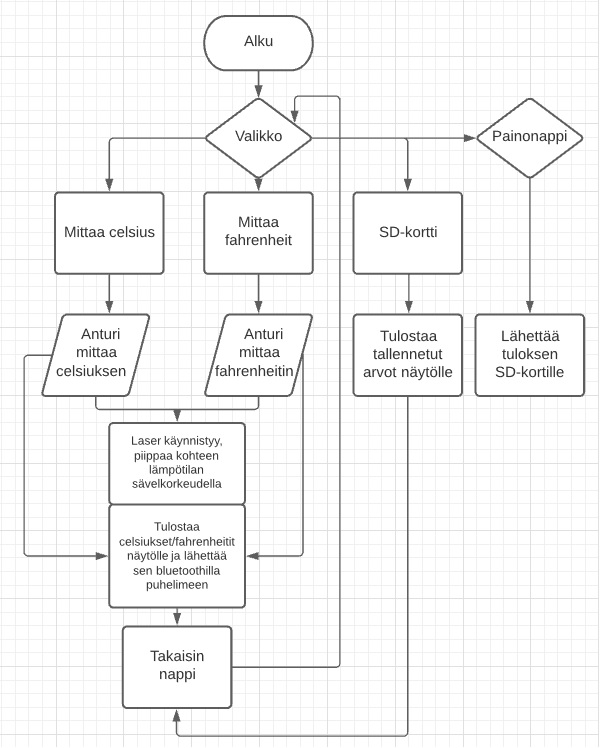 Alku
Valikko
Painonappi
Mittaa celsius
Mittaa
fahrenheit
SD-kortti
Anturi
mittaa
celsiuksen
Anturi
mittaa
fahrenheitin
Tulostaa
tallennetut
arvot näytölle
Lähettää
tuloksen
SD-kortille
Laser käynnistyy,
piippaa kohteen
lämpötilan
sävelkorkeudella
Tulostaa
celsiukset/fahrenheitit
näytölle ja lähettää
sen bluetoothilla
puhelimeen
Takaisin
nappi